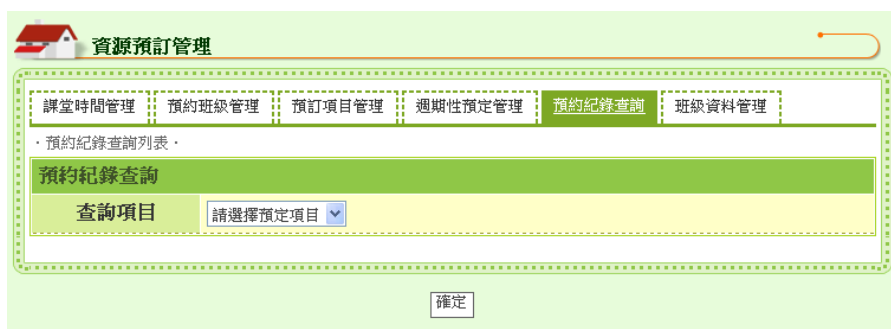 資源預訂管理
課堂時間管理 預約班級管理 預訂項目管理 週期性預定管理 預約紀錄查詢 班級資料管理
·預約紀錄查詢列表·
預約紀錄查詢
查詢項目 請選擇預定項目
確定